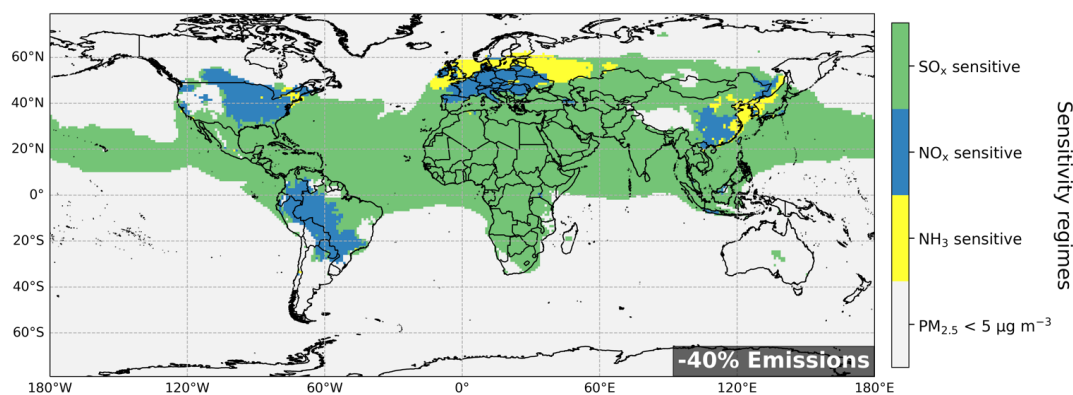 60°N
40°N
20°N
0°
20°S
40°S
60°S
180°W
120°W
60°W
0°
60°E
120°E
180°E
-40% Emissions
SOₓ sensitive
NOₓ sensitive
NH₃ sensitive
PM₂.₅ < 5 μg m⁻³
Sensitivity regimes